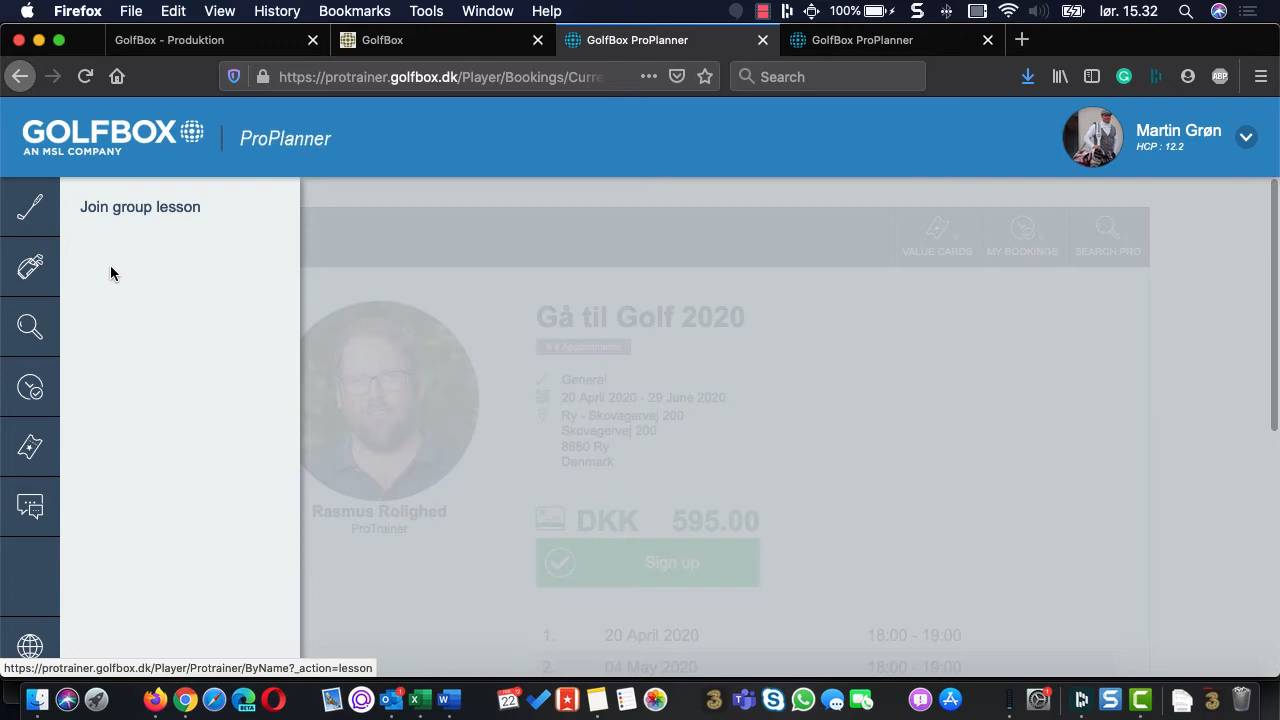 Firefox File Edit View History Bookmarks Tools Window Help 100% lør. 15.32
GolfBox - Produktion GolfBox GolfBox ProPlanner GolfBox ProPlanner
https://protrainer.golfbox.dk/Player/Bookings/Curre Search
GOLFBOX ProPlanner
AN MSL COMPANY
Martin Grøn
HCP : 12.2
Join group lesson
VALUE CARDS MY BOOKINGS SEARCH PRO
Gå til Golf 2020
General
20 April 2020 - 29 June 2020
Ry - Skovagervej 200
Skovagervej 200
8680 Ry
Denmark
Rasmus Rolighed
ProTrainer
DKK 595.00
Sign up
1. 20 April 2020 18:00 - 19:00
2. 04 May 2020 18:00 - 19:00
https://protrainer.golfbox.dk/Player/Protrainer/ByName?_action=lesson